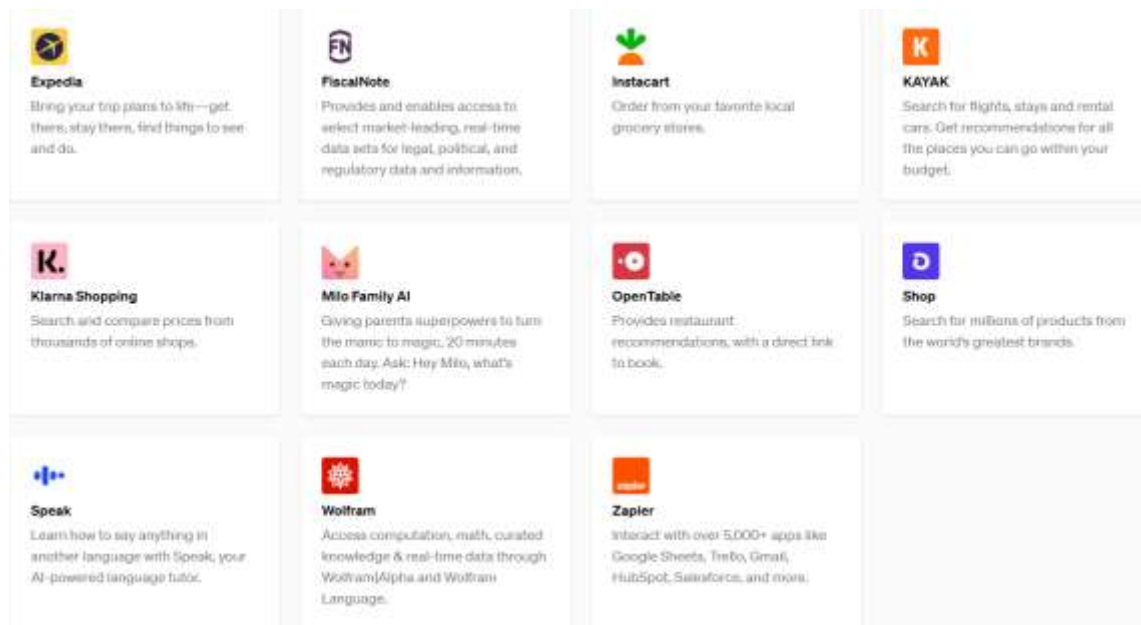 FN
K
Expedia
Bring your trip plans to life—get
there, stay there, find things to see
and do.
FiscalNote
Provides and enables access to
select market-leading, real-time
data sets for legal, political, and
regulatory data and information.
Instacart
Order from your favorite local
grocery stores.
KAYAK
Search for flights, stays and rental
cars. Get recommendations for all
the places you can go within your
budget.
K.
Klarna Shopping
Search and compare prices from
thousands of online shops.
Milo Family AI
Giving parents superpowers to turn
the manic to magic, 20 minutes
each day. Ask: Hey Milo, what's
magic today?
OpenTable
Provides restaurant
recommendations, with a direct link
to book.
Shop
Search for millions of products from
the world's greatest brands.
Speak
Learn how to say anything in
another language with Speak, your
AI-powered language tutor.
Wolfram
Access computation, math, curated
knowledge & real-time data through
Wolfram|Alpha and Wolfram
Language.
zapier
Zapier
Interact with over 5,000+ apps like
Google Sheets, Trello, Gmail,
HubSpot, Salesforce, and more.